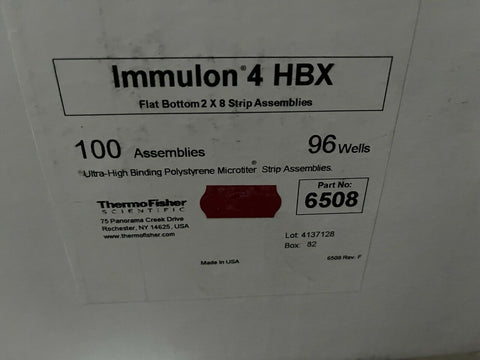 Immulon® 4 HBX
Flat Bottom 2 X 8 Strip Assemblies
100 Assemblies 96 Wells
Ultra-High Binding Polystyrene Microtiter® Strip Assemblies.
ThermoFisher
SCIENTIFIC
75 Panorama Creek Drive
Rochester, NY 14625, USA
www.thermofisher.com
Part No:
6508
Lot: 4137128
Box: 82
Made In USA
6508 Rev. F